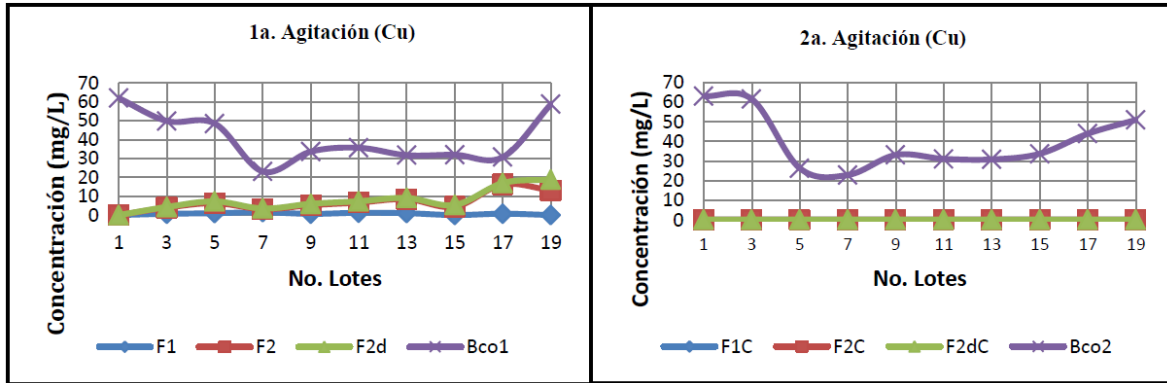 1a. Agitación (Cu)
Concentración (mg/L)
70
60
50
40
30
20
10
0
1 3 5 7 9 11 13 15 17 19
No. Lotes
F1 F2 F2d Bco1
2a. Agitación (Cu)
Concentración (mg/L)
70
60
50
40
30
20
10
0
1 3 5 7 9 11 13 15 17 19
No. Lotes
F1C F2C F2dC Bco2